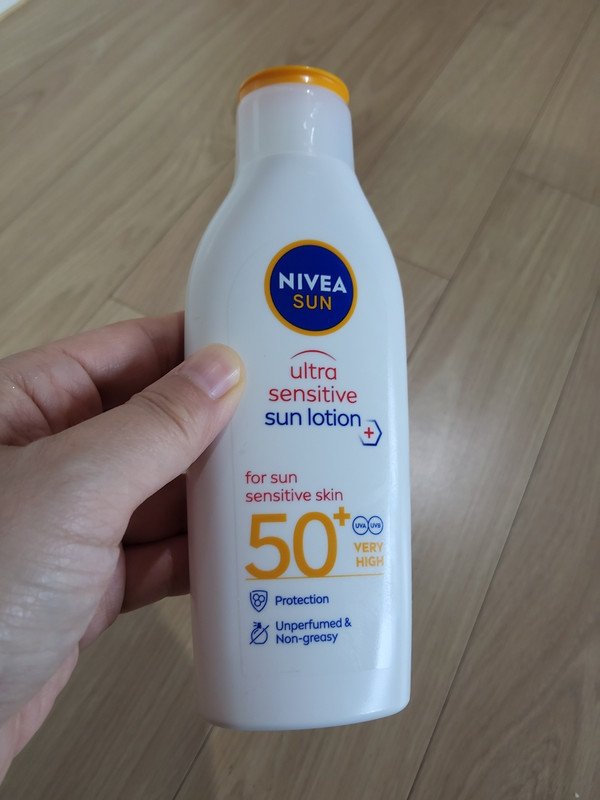 NIVEA
SUN
ultra
sensitive
sun lotion
+
for sun
sensitive skin
50+
UVA UVB
VERY
HIGH
Protection
Unperfumed &
Non-greasy